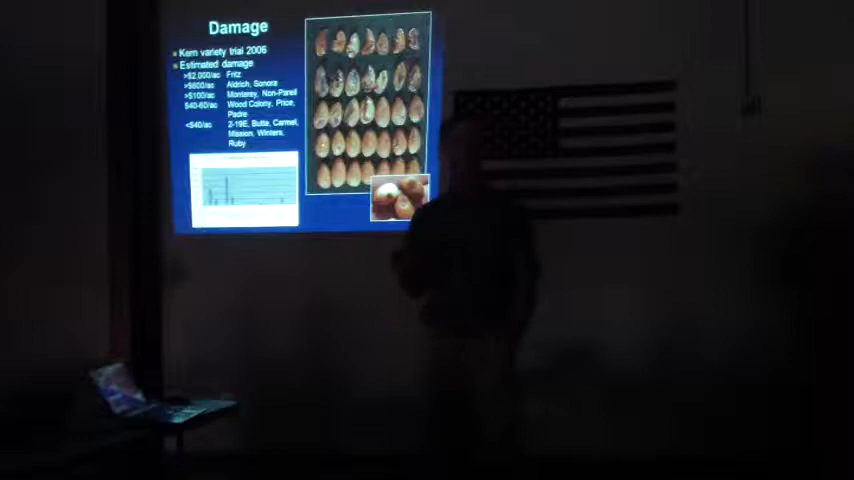 Damage
Kern variety trial 2006
Estimated damage
>$2,000/ac Fritz
>$600/ac Aldrich, Sonora
>$100/ac Monterey, Non-Pareil
$40-60/ac Wood Colony, Price,
Padre
<$40/ac 2-19E, Butte, Carmel,
Mission, Winters,
Ruby